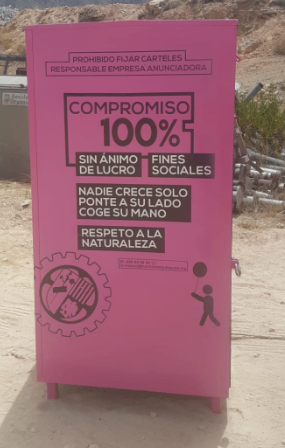 PROHIBIDO FIJAR CARTELES
RESPONSABLE EMPRESA ANUNCIADORA
COMPROMISO
100%
SIN ÁNIMO
DE LUCRO
FINES
SOCIALES
NADIE CRECE SOLO
PONTE A SU LADO
COGE SU MANO
RESPETO A LA
NATURALEZA